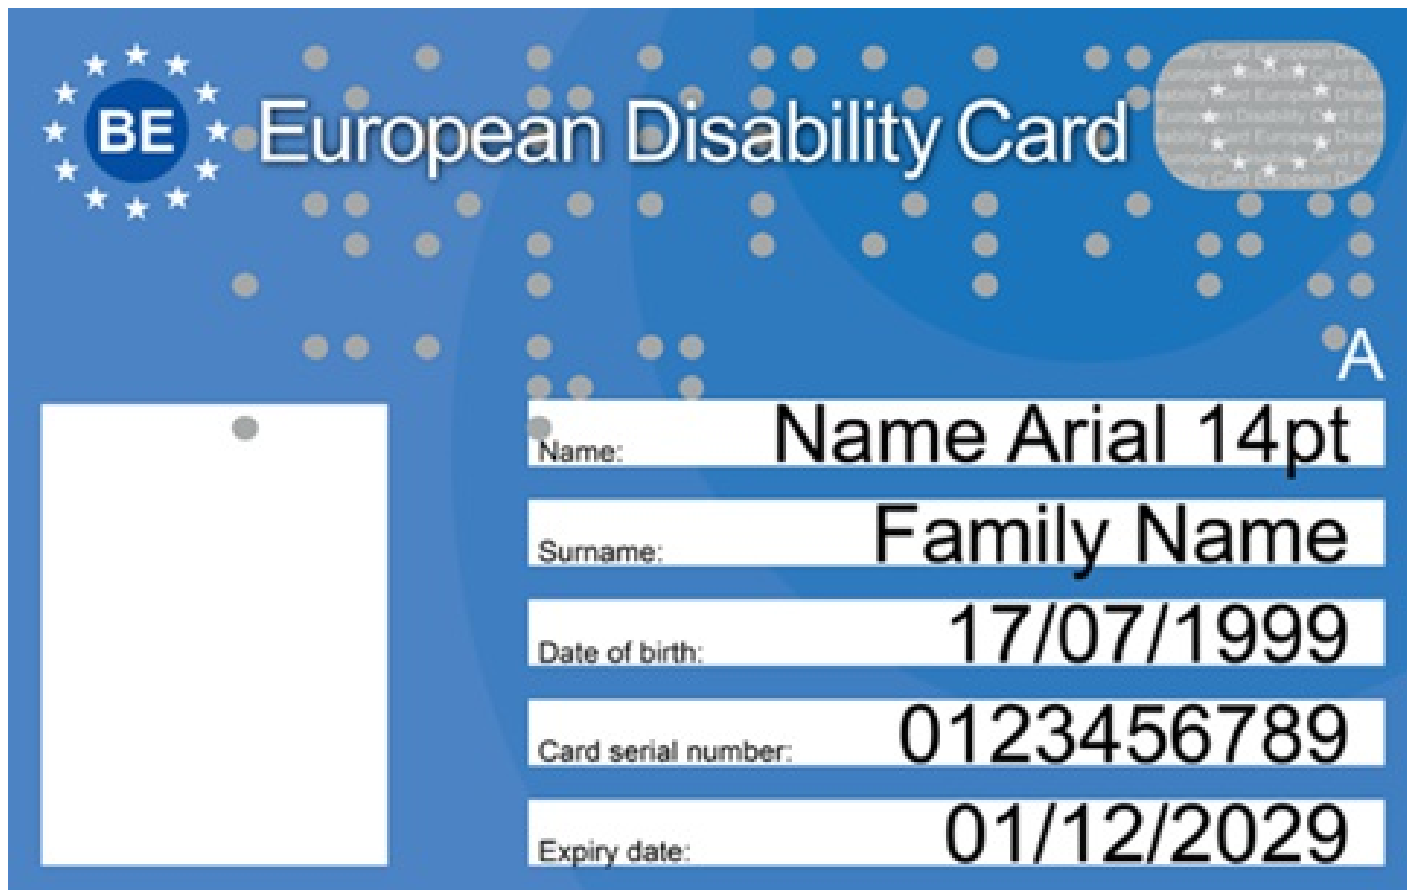 BE
European Disability Card
A
Name: Name Arial 14pt
Surname: Family Name
Date of birth: 17/07/1999
Card serial number: 0123456789
Expiry date: 01/12/2029